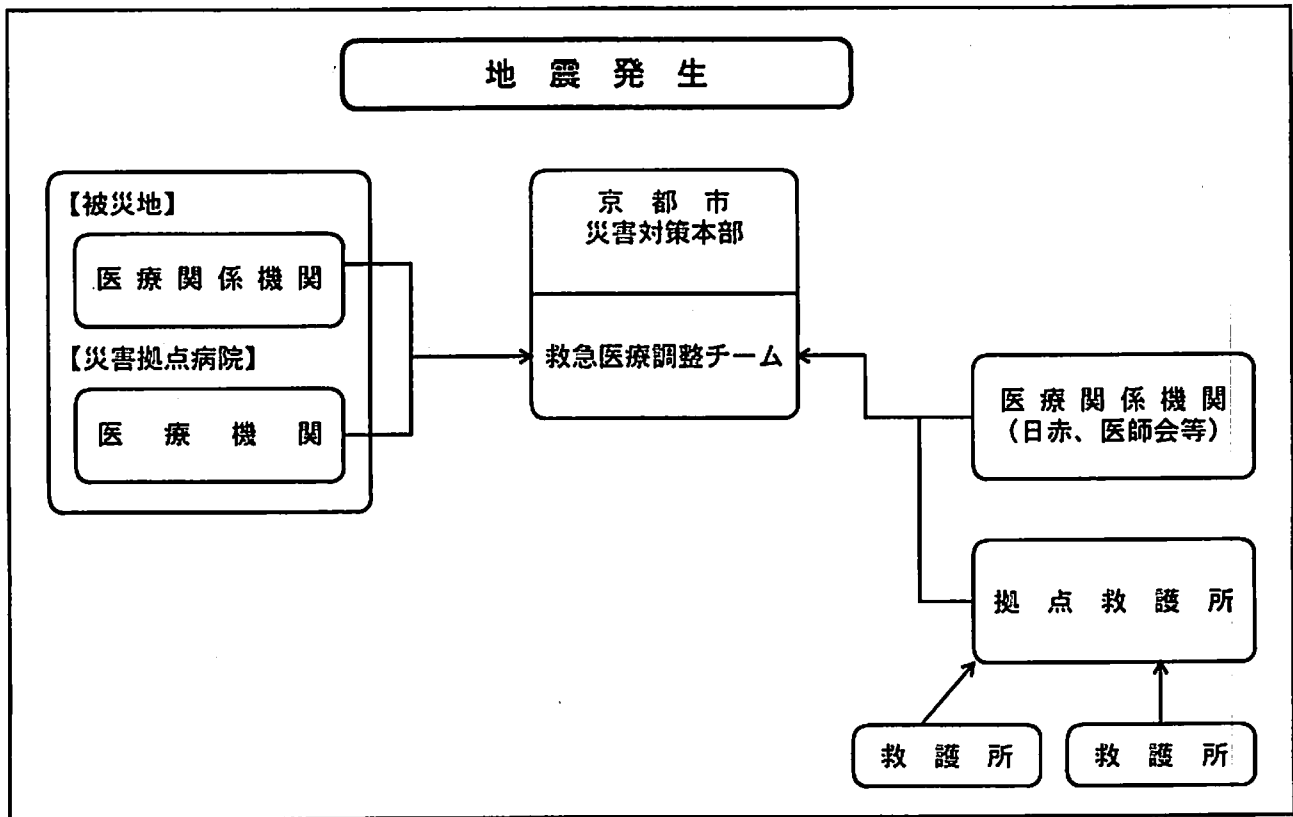 地震発生
【被災地】
医療関係機関
【災害拠点病院】
医療機関
京都市
災害対策本部
救急医療調整チーム
医療関係機関
（日赤、医師会等）
拠点救護所
救護所
救護所